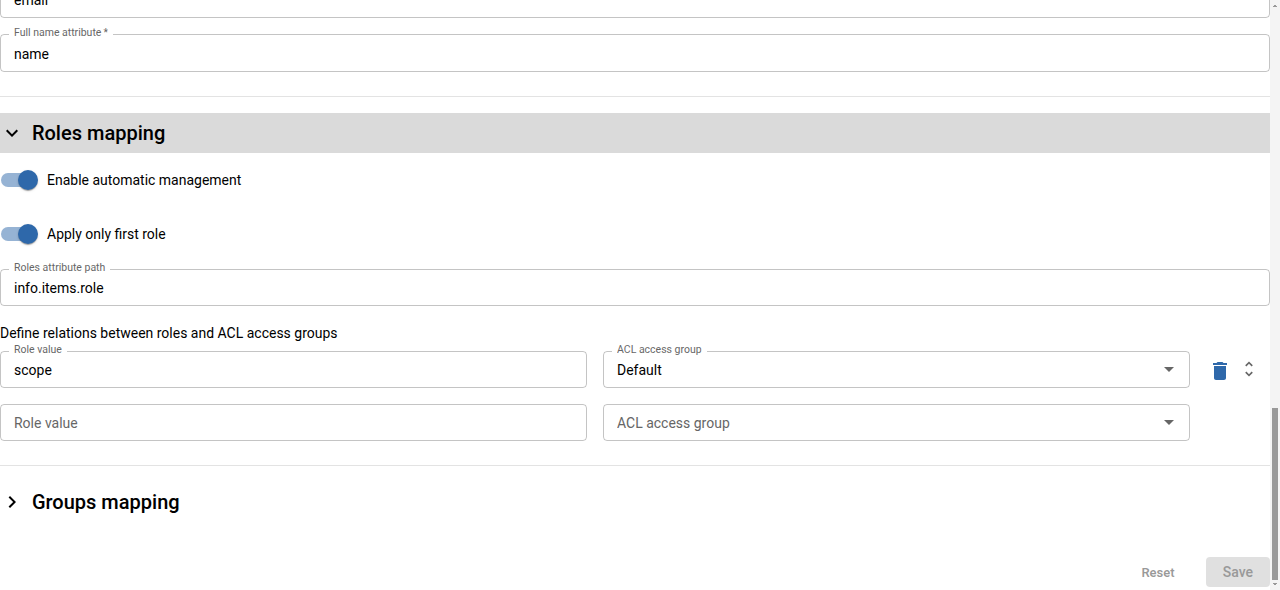 email
Full name attribute *
name
Roles mapping
Enable automatic management
Apply only first role
Roles attribute path
info.items.role
Define relations between roles and ACL access groups
Role value
scope
ACL access group
Default
Role value
ACL access group
Groups mapping
Reset
Save